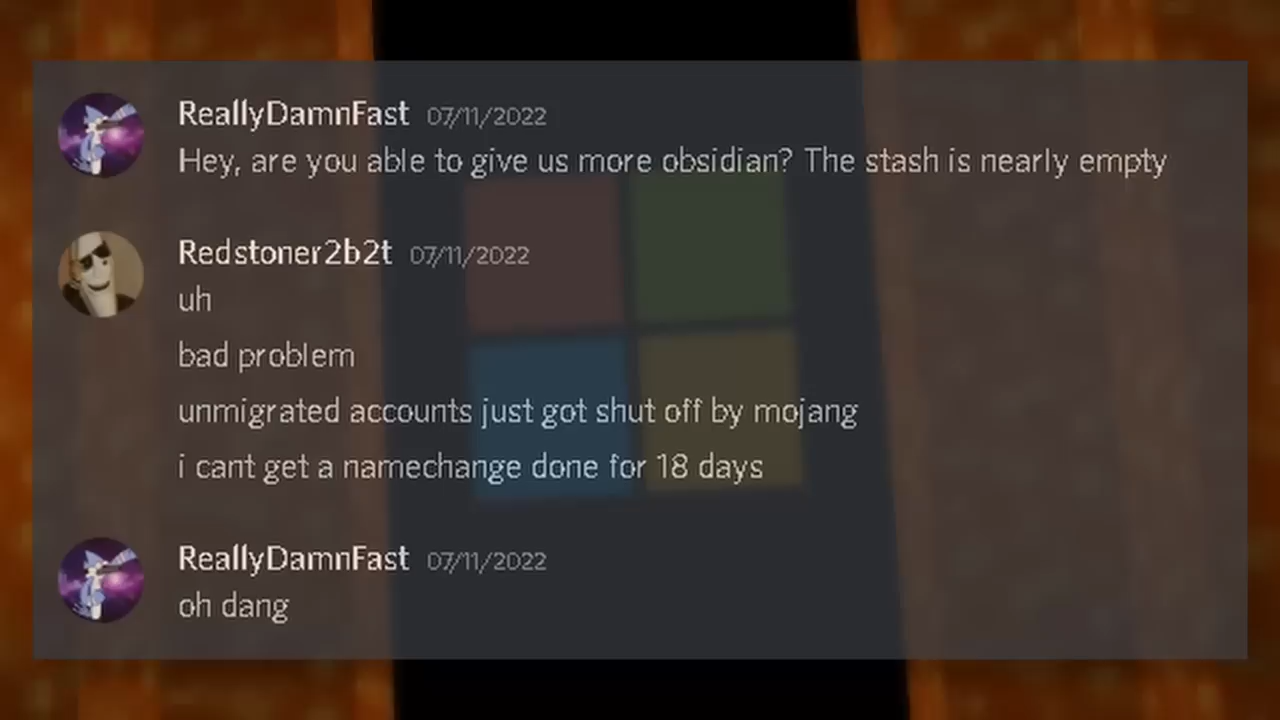 ReallyDamnFast 07/11/2022
Hey, are you able to give us more obsidian? The stash is nearly empty
Redstoner2b2t 07/11/2022
uh
bad problem
unmigrated accounts just got shut off by mojang
i cant get a namechange done for 18 days
ReallyDamnFast 07/11/2022
oh dang